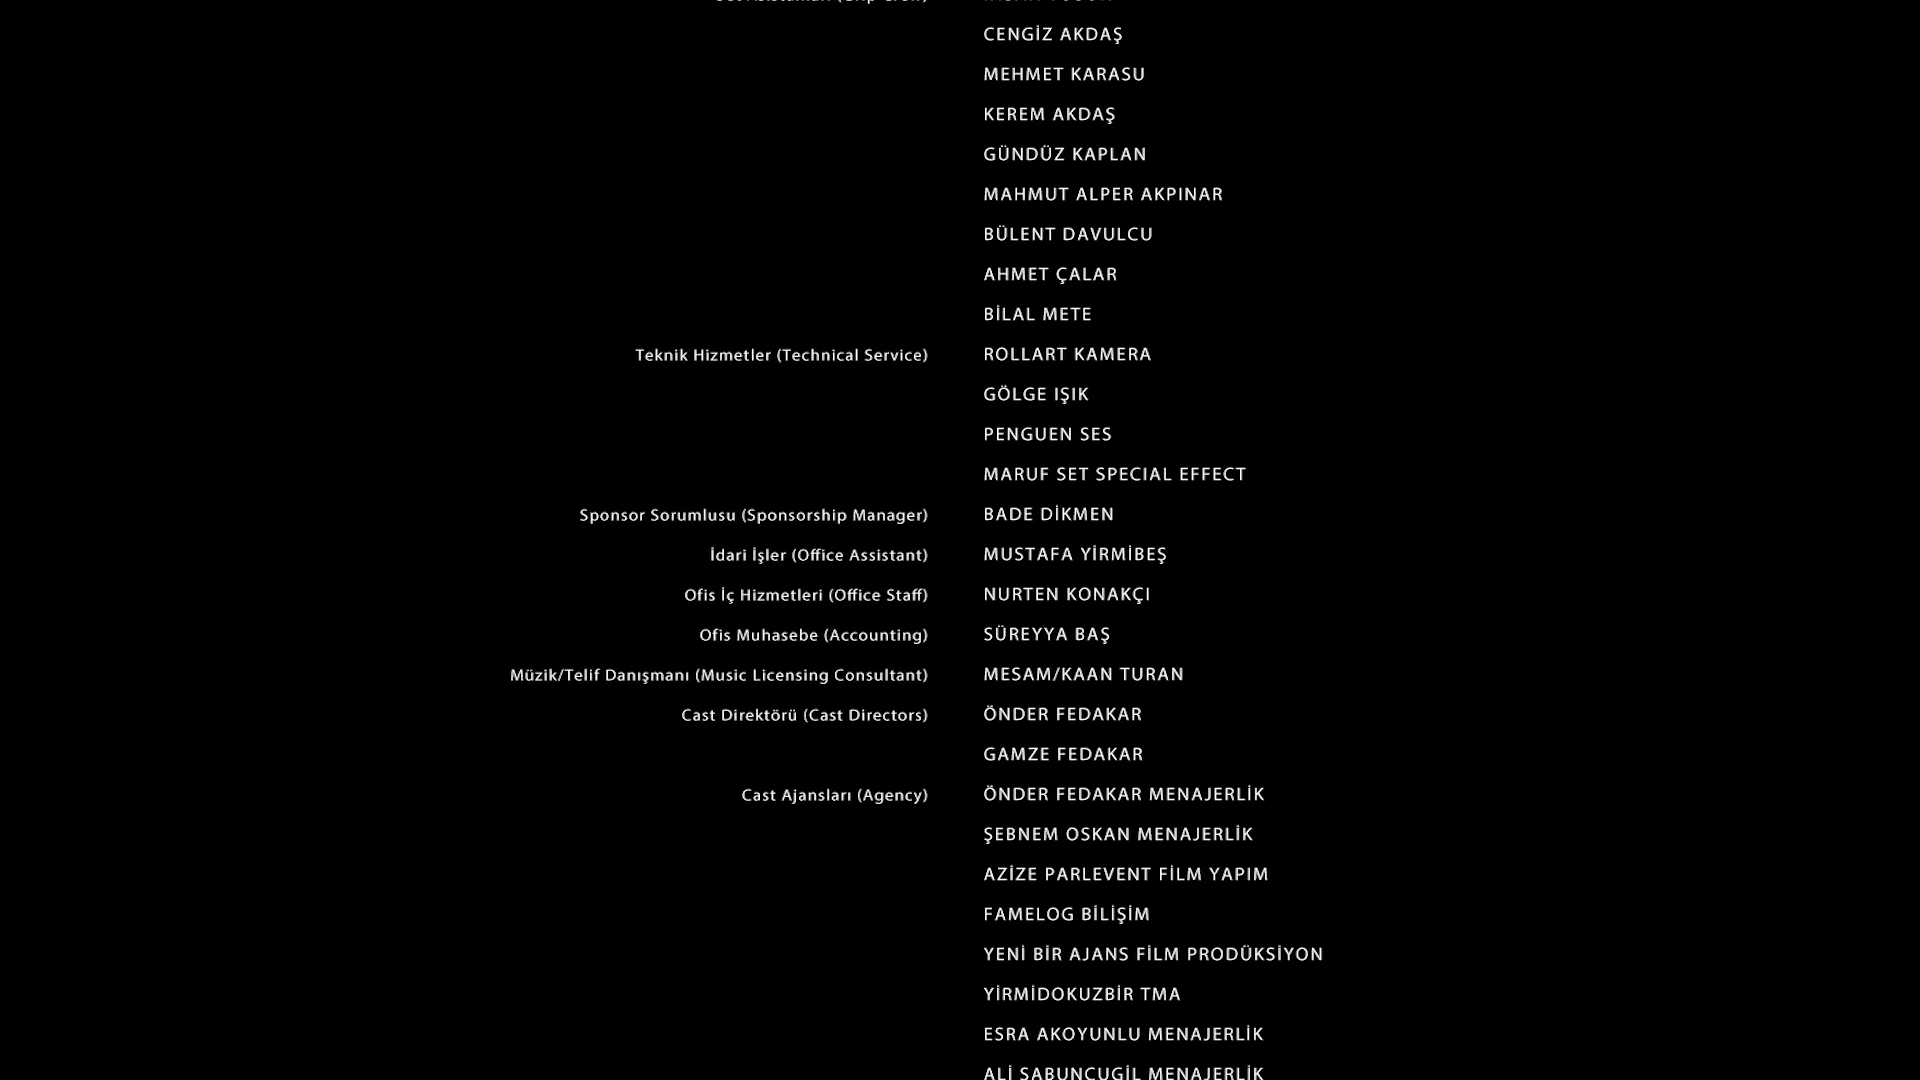 CENGİZ AKDAŞ
MEHMET KARASU
KEREM AKDAŞ
GÜNDÜZ KAPLAN
MAHMUT ALPER AKPINAR
BÜLENT DAVULCU
AHMET ÇALAR
BİLAL METE
Teknik Hizmetler (Technical Service) ROLLART KAMERA
GÖLGE IŞIK
PENGUEN SES
MARUF SET SPECIAL EFFECT
Sponsor Sorumlusu (Sponsorship Manager) BADE DİKMEN
İdari İşler (Office Assistant) MUSTAFA YİRMİBEŞ
Ofis İç Hizmetleri (Office Staff) NURTEN KONAKÇI
Ofis Muhasebe (Accounting) SÜREYYA BAŞ
Müzik/Telif Danışmanı (Music Licensing Consultant) MESAM/KAAN TURAN
Cast Direktörü (Cast Directors) ÖNDER FEDAKAR
GAMZE FEDAKAR
Cast Ajansları (Agency) ÖNDER FEDAKAR MENAJERLİK
ŞEBNEM OSKAN MENAJERLİK
AZİZE PARLEVENT FİLM YAPIM
FAMELOG BİLİŞİM
YENİ BİR AJANS FİLM PRODÜKSİYON
YİRMİDOKUZBİR TMA
ESRA AKOYUNLU MENAJERLİK
ALİ SABUNCUGİL MENAJERLİK